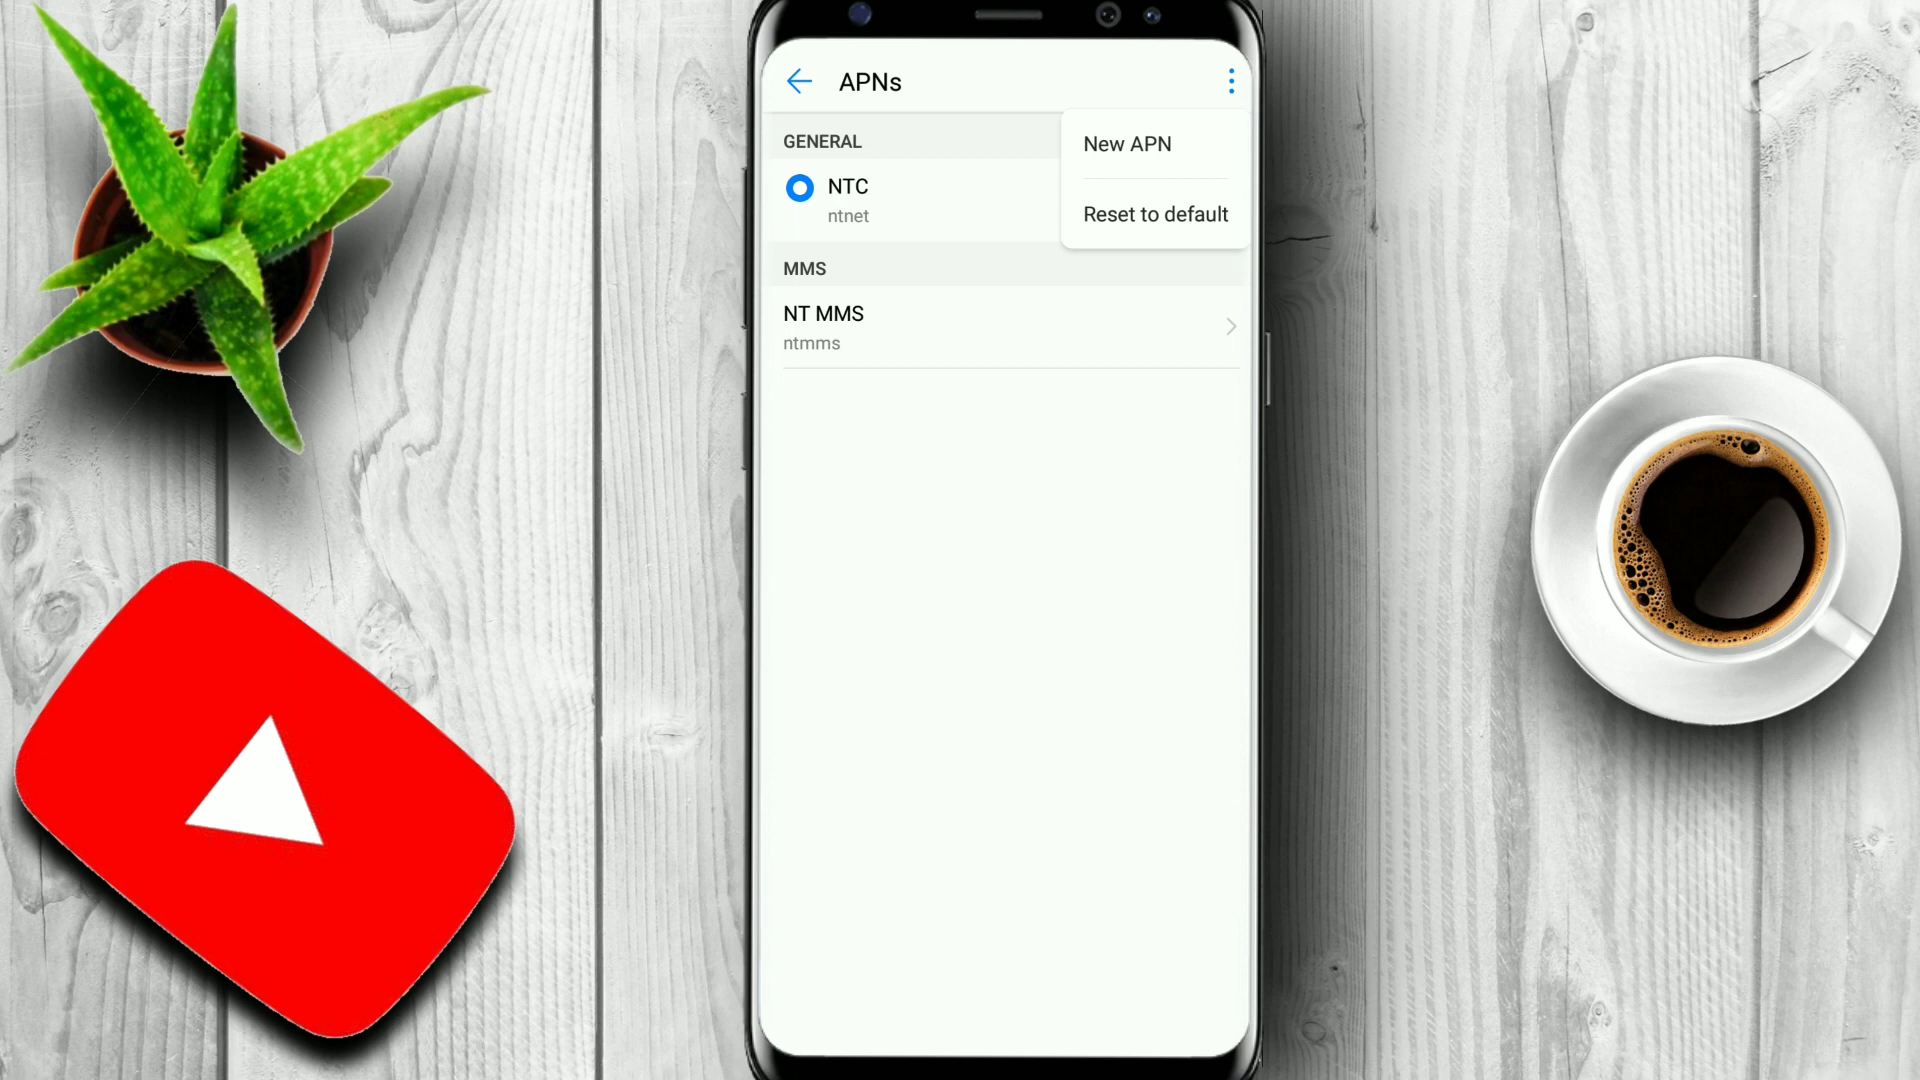 APNs
New APN
Reset to default
GENERAL
NTC
ntnet
MMS
NT MMS
ntmms